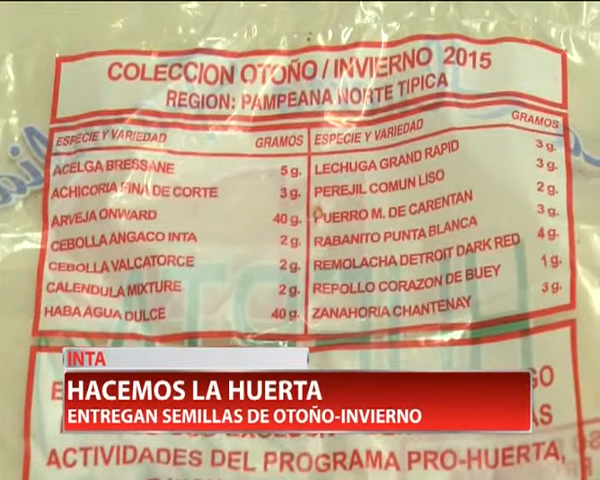 COLECCION OTOÑO / INVIERNO 2015
REGION: PAMPEANA NORTE TIPICA
ESPECIE Y VARIEDAD GRAMOS
ACELGA BRESSANE 5 g.
ACHICORIA FINA DE CORTE 3 g.
ARVEJA ONWARD 40 g.
CEBOLLA ANGACO INTA 2 g.
CEBOLLA VALCATORCE 2 g.
CALENDULA MIXTURE 2 g.
HABA AGUA DULCE 40 g.
ESPECIE Y VARIEDAD GRAMOS
LECHUGA GRAND RAPID 3 g.
PEREJIL COMUN LISO 3 g.
PUERRO M. DE CARENTAN 2 g.
RABANITO PUNTA BLANCA 3 g.
REMOLACHA DETROIT DARK RED 4 g.
REPOLLO CORAZON DE BUEY 1 g.
ZANAHORIA CHANTENAY 3 g.
INTA
HACEMOS LA HUERTA
ENTREGAN SEMILLAS DE OTOÑO-INVIERNO
ACTIVIDADES DEL PROGRAMA PRO-HUERTA,